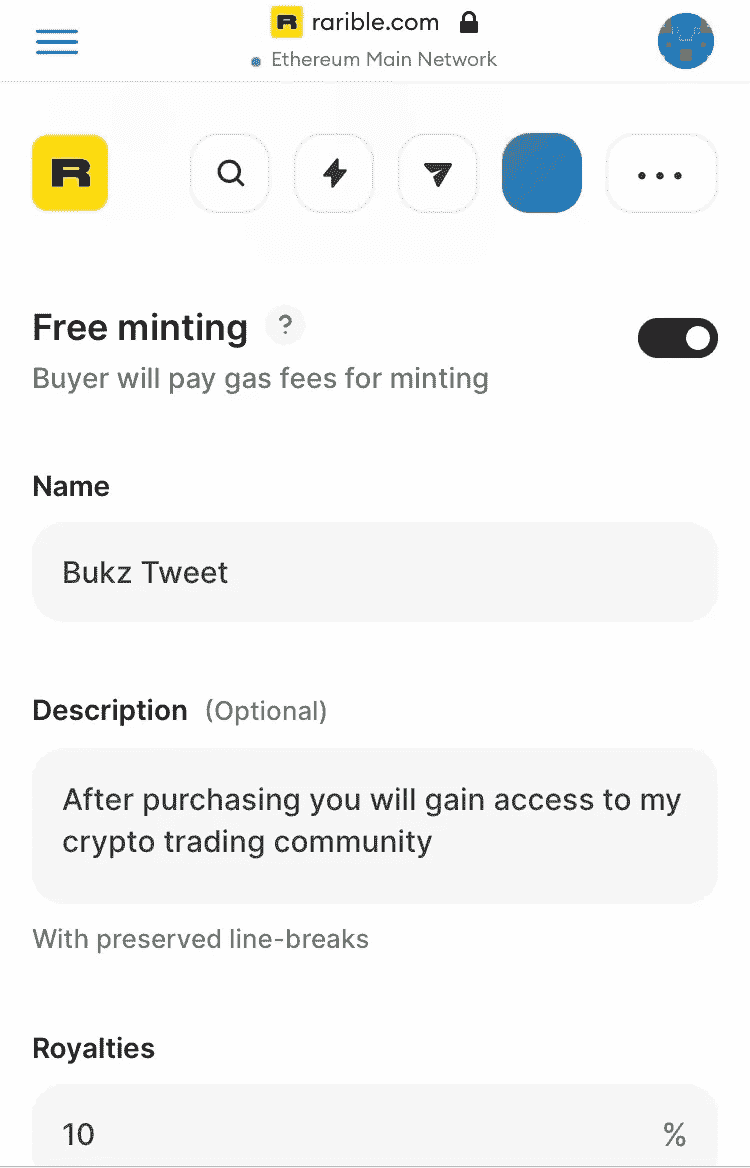 R rarible.com
Ethereum Main Network
R
Free minting ?
Buyer will pay gas fees for minting
Name
Bukz Tweet
Description (Optional)
After purchasing you will gain access to my
crypto trading community
With preserved line-breaks
Royalties
10 %